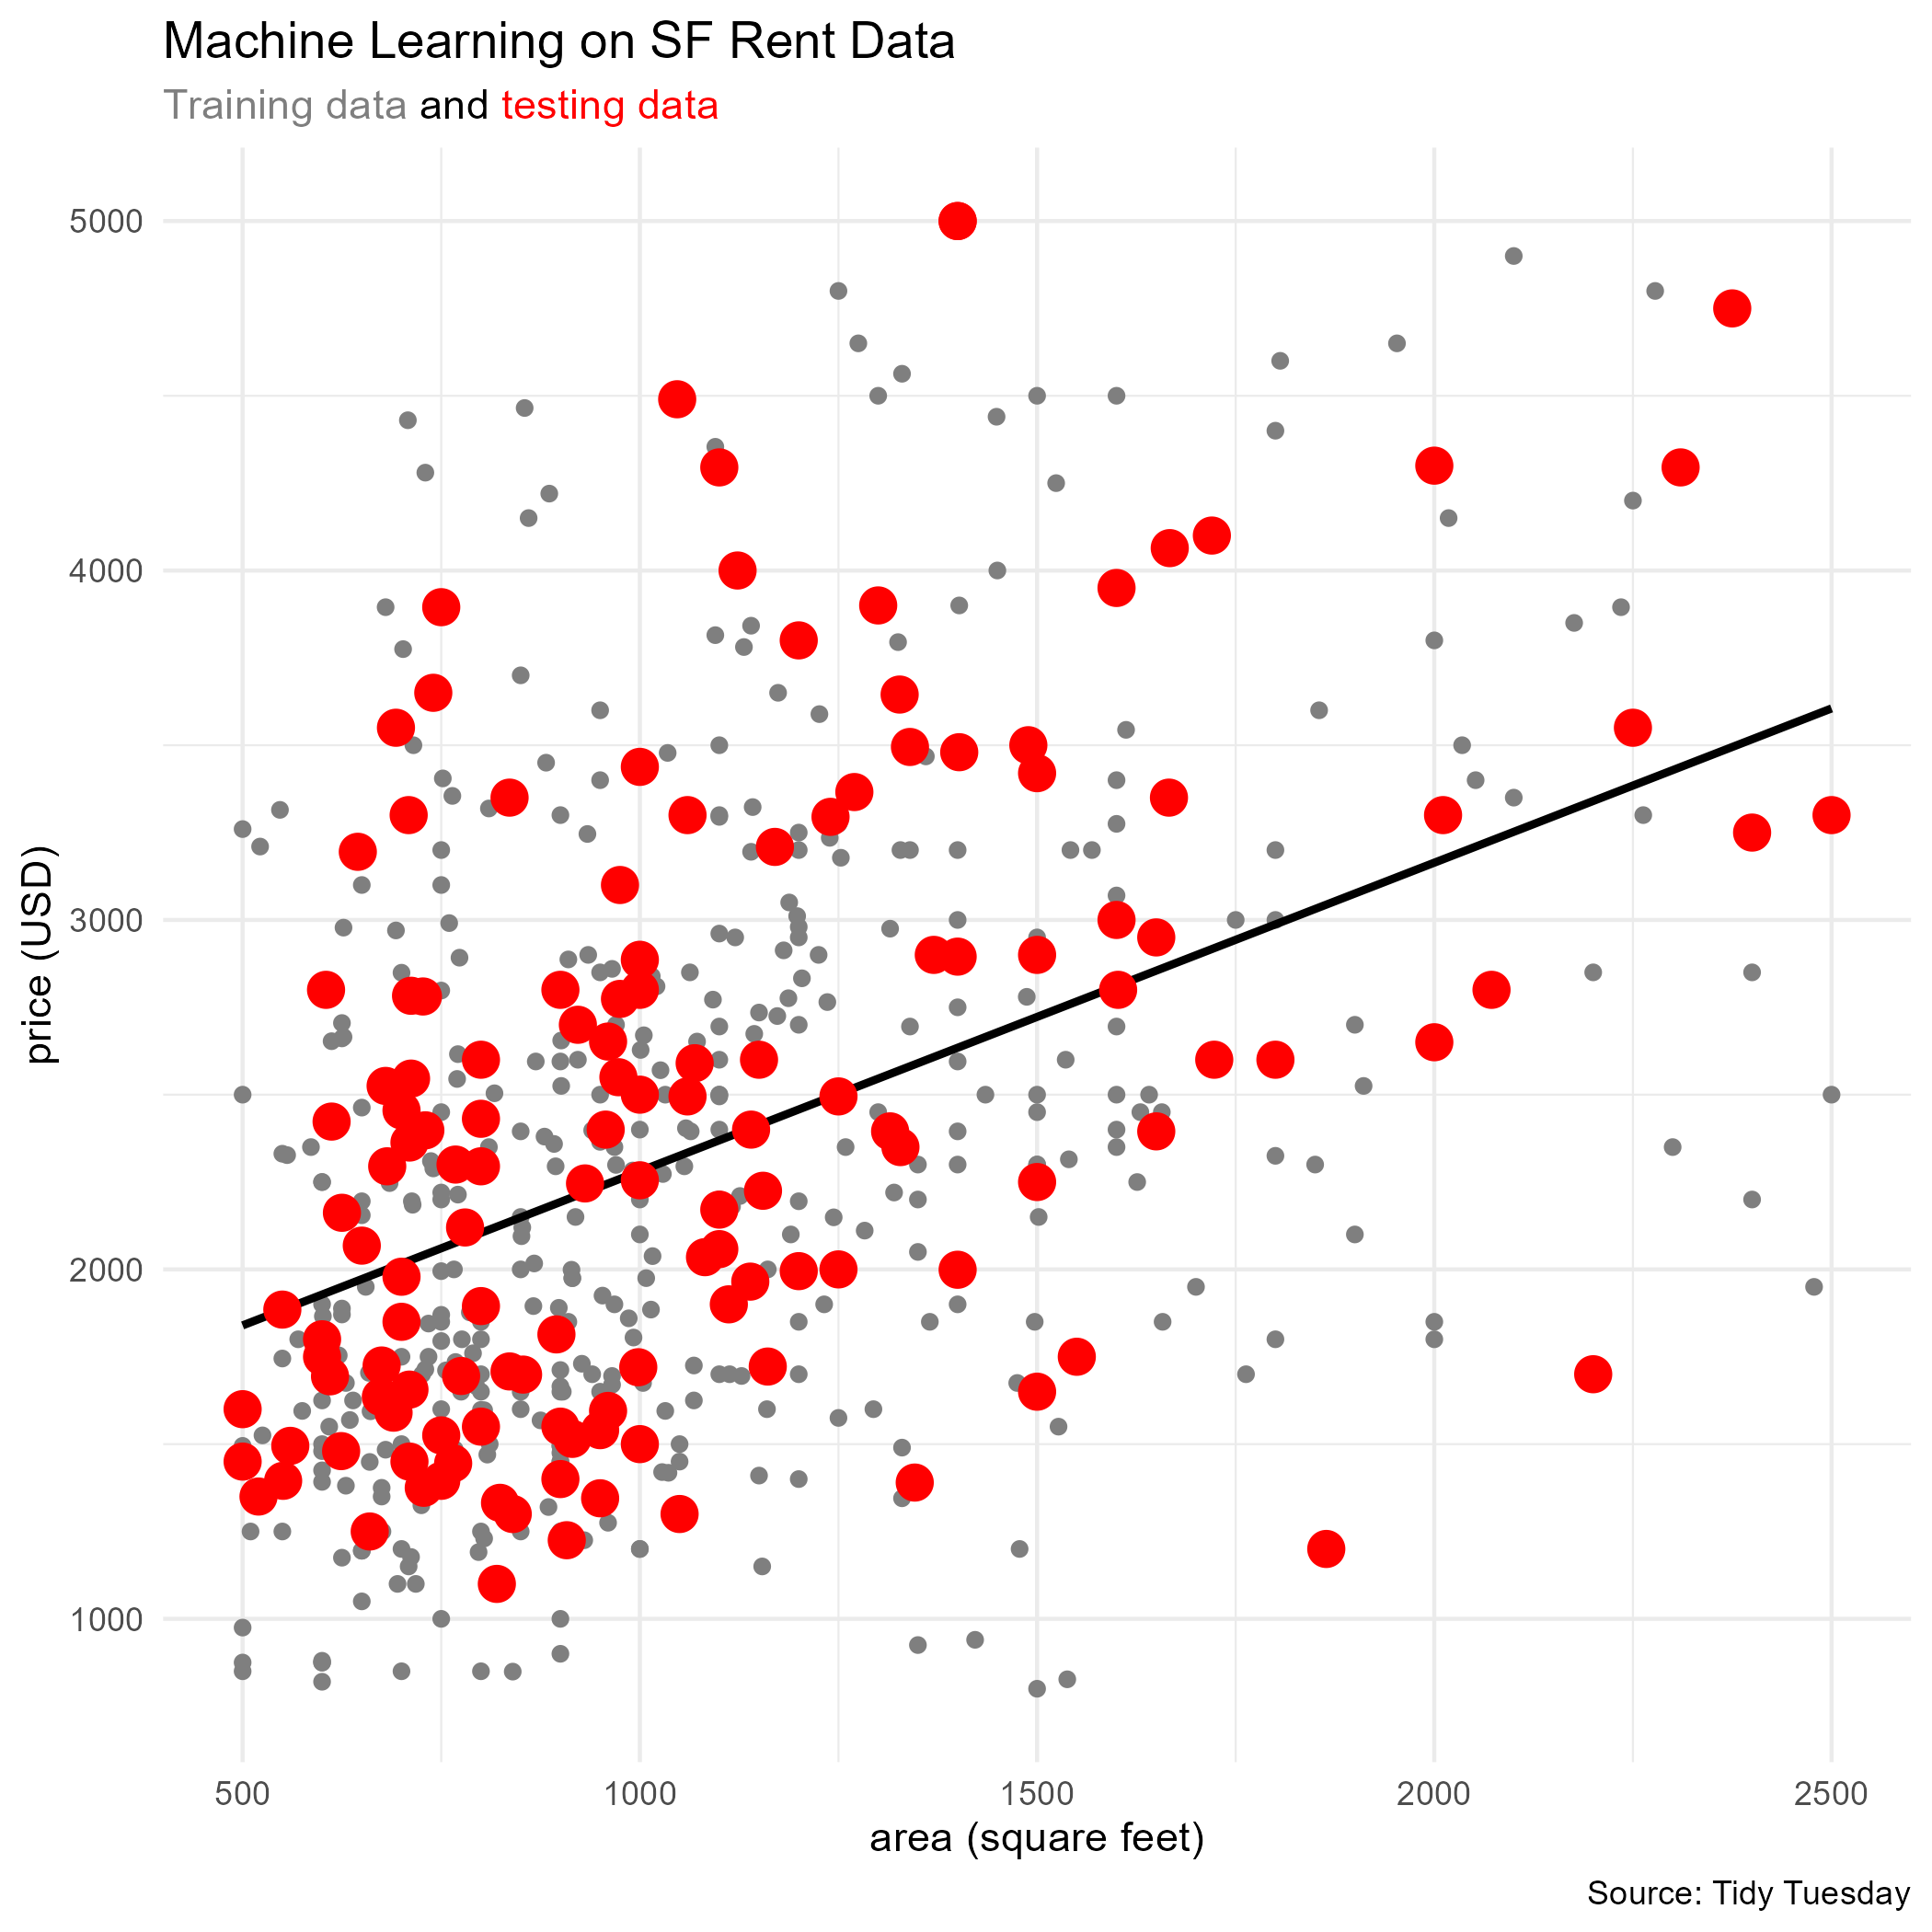 Machine Learning on SF Rent Data
Training data and testing data
5000
4000
3000
2000
1000
price (USD)
500 1000 1500 2000 2500
area (square feet)
Source: Tidy Tuesday